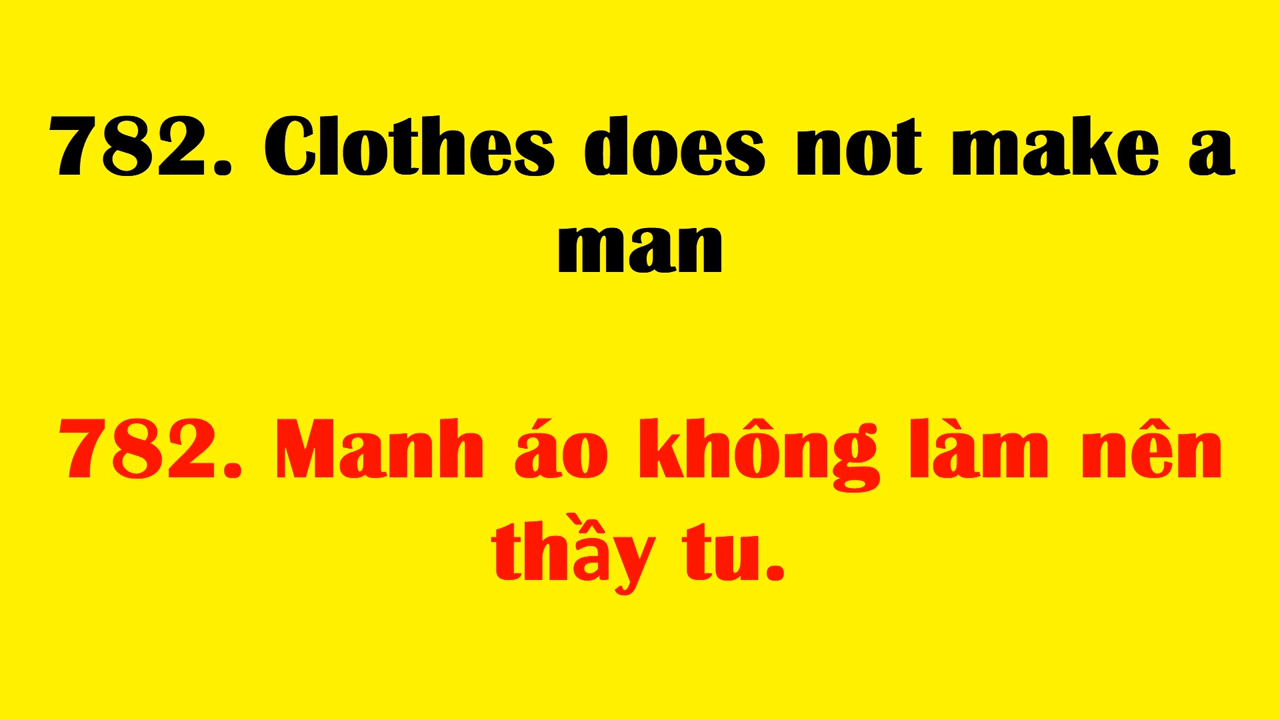 782. Clothes does not make a
man
782. Manh áo không làm nên
thầy tu.